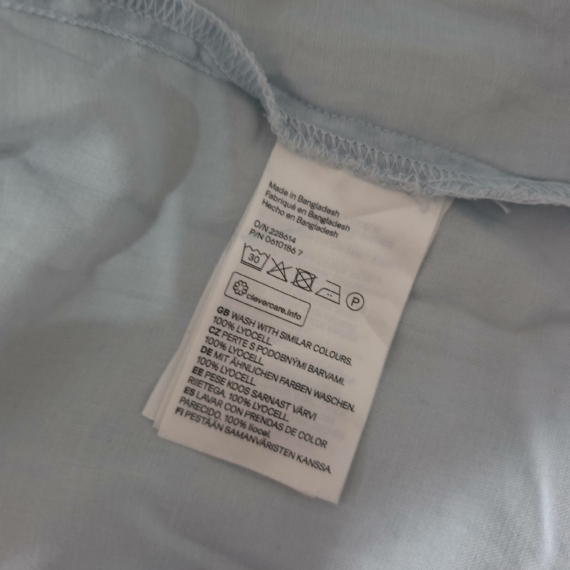 Made in Bangladesh
Fabriqué en Bangladesh
Hecho en Bangladesh
O/N 228614
P/N 0610186 7
30
P
clevercare.info
GB WASH WITH SIMILAR COLOURS.
100% LYOCELL.
CZ PERTE S PODOBNÝMI BARVAMI.
100% LYOCELL.
DE MIT ÄHNLICHEN FARBEN WASCHEN.
100% LYOCELL.
EE PESE KOOS SARNAST VÄRVI
RIIETEGA. 100% LYOCELL.
ES LAVAR CON PRENDAS DE COLOR
PARECIDO. 100% liocel.
FI PESTÄÄN SAMANVÄRISTEN KANSSA.